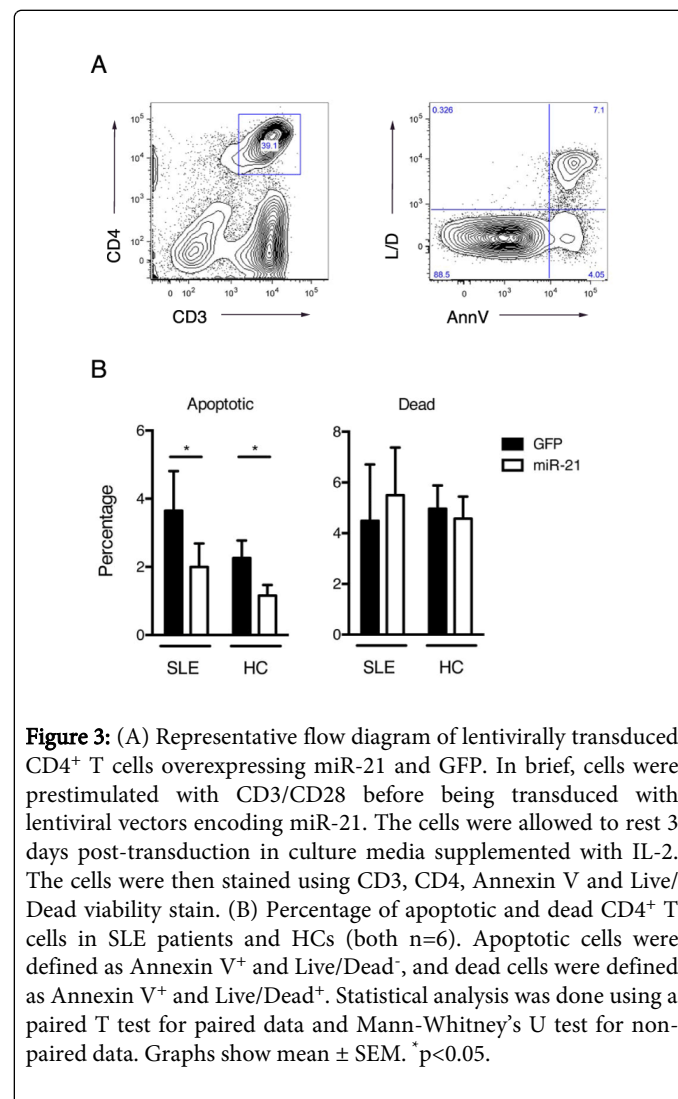 A
10⁵
10⁴
10³
10²
0
CD4
39.1
0 10² 10³ 10⁴ 10⁵
CD3
0.326
7.1
10⁵
10⁴
10³
0
L/D
88.5
4.05
0 10³ 10⁴ 10⁵
AnnV
B
Apoptotic
6
4
2
0
Percentage
* *
SLE HC
Dead
8
6
4
2
0
SLE HC
GFP
miR-21
Figure 3: (A) Representative flow diagram of lentivirally transduced
CD4⁺ T cells overexpressing miR-21 and GFP. In brief, cells were
prestimulated with CD3/CD28 before being transduced with
lentiviral vectors encoding miR-21. The cells were allowed to rest 3
days post-transduction in culture media supplemented with IL-2.
The cells were then stained using CD3, CD4, Annexin V and Live/
Dead viability stain. (B) Percentage of apoptotic and dead CD4⁺ T
cells in SLE patients and HCs (both n=6). Apoptotic cells were
defined as Annexin V⁺ and Live/Dead⁻, and dead cells were defined
as Annexin V⁺ and Live/Dead⁺. Statistical analysis was done using a
paired T test for paired data and Mann-Whitney's U test for non-
paired data. Graphs show mean ± SEM. *p<0.05.